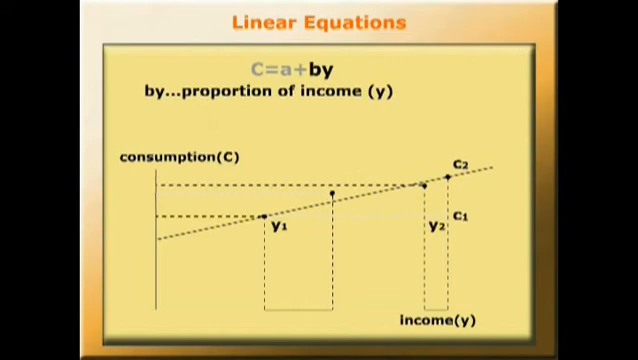 Linear Equations
C=a+by
by...proportion of income (y)
consumption(C)
C2
y1
y2
C1
income(y)